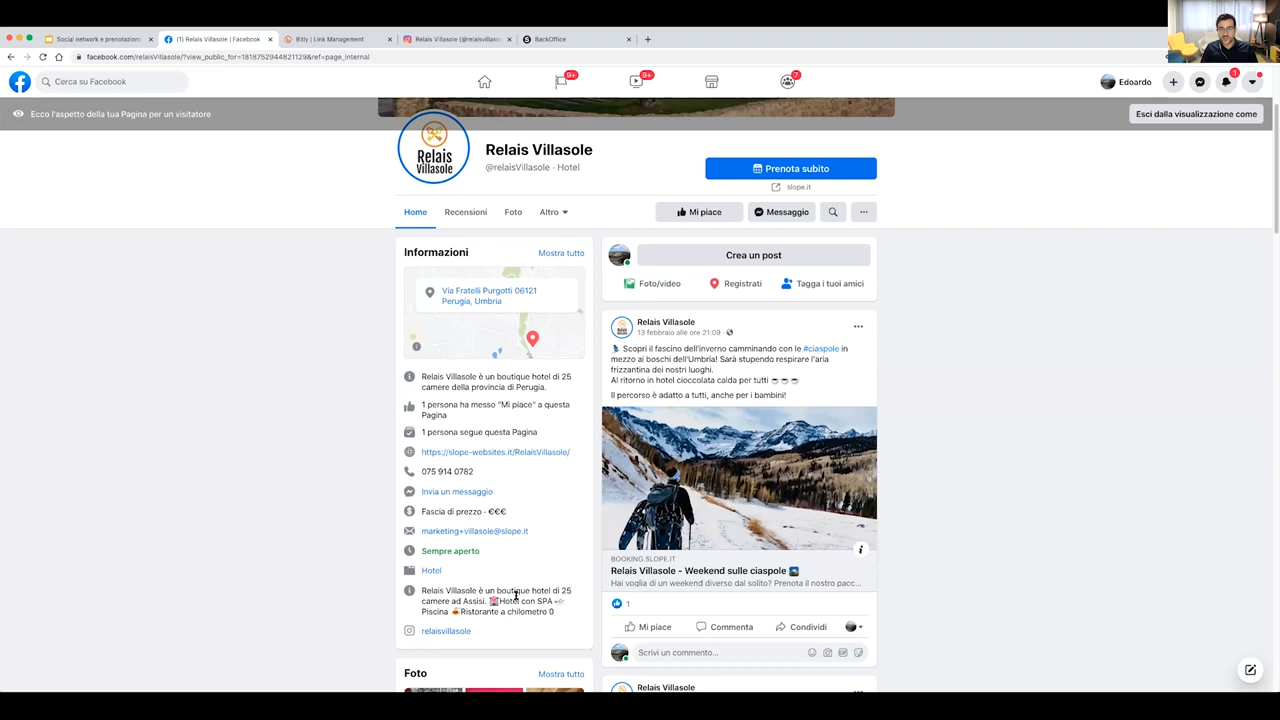 Social network e prenotazion
(1) Relais Villasole | Facebook
Bitly | Link Management
Relais Villasole (@relaisvillaso
BackOffice
facebook.com/relaisVillasole/?view_public_for=1818752944821129&ref=page_internal
Cerca su Facebook
9+
9+
7
Edoardo
1
Ecco l'aspetto della tua Pagina per un visitatore
Esci dalla visualizzazione come
Relais
Villasole
Relais Villasole
@relaisVillasole · Hotel
Prenota subito
slope.it
Home
Recensioni
Foto
Altro
Mi piace
Messaggio
Informazioni
Mostra tutto
Via Fratelli Purgotti 06121
Perugia, Umbria
Relais Villasole è un boutique hotel di 25
camere della provincia di Perugia.
1 persona ha messo "Mi piace" a questa
Pagina
1 persona segue questa Pagina
https://slope-websites.it/RelaisVillasole/
075 914 0782
Invia un messaggio
Fascia di prezzo · €€€
marketing+villasole@slope.it
Sempre aperto
Hotel
Relais Villasole è un boutique hotel di 25
camere ad Assisi. 🏩Hotel con SPA
Piscina 🍝Ristorante a chilometro 0
relaisvillasole
Foto
Mostra tutto
Crea un post
Foto/video
Registrati
Tagga i tuoi amici
Relais Villasole
13 febbraio alle ore 21:09 ·
Scopri il fascino dell'inverno camminando con le #ciaspole in
mezzo ai boschi dell'Umbria! Sarà stupendo respirare l'aria
frizzantina dei nostri luoghi.
Al ritorno in hotel cioccolata calda per tutti ☕☕☕
Il percorso è adatto a tutti, anche per i bambini!
BOOKING.SLOPE.IT
Relais Villasole - Weekend sulle ciaspole
Hai voglia di un weekend diverso dal solito? Prenota il nostro pacc...
1
Mi piace
Commenta
Condividi
Scrivi un commento...
Relais Villasole